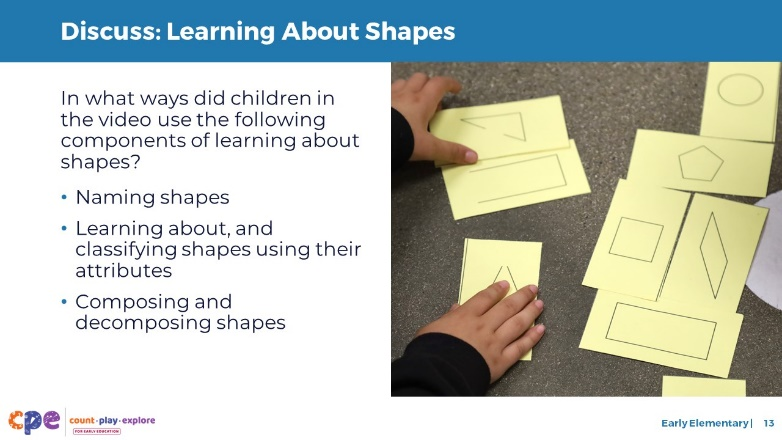 Discuss: Learning About Shapes
In what ways did children in
the video use the following
components of learning about
shapes?
• Naming shapes
• Learning about, and
classifying shapes using their
attributes
• Composing and
decomposing shapes
cpe
count·play·explore
FOR EARLY EDUCATION
Early Elementary| 13